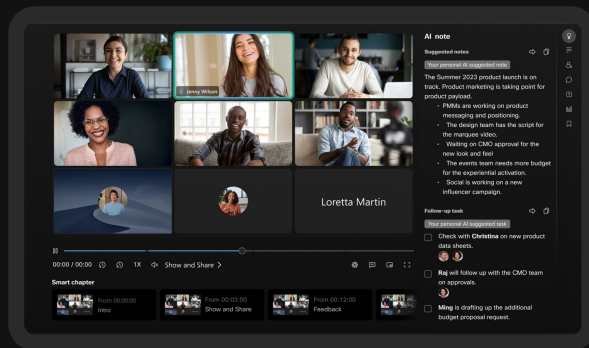 Jenny Wilson
Loretta Martin
00:00 / 00:00
1X
Show and Share
Smart chapter
From 00:00:00
Intro
From 00:03:00
Show and Share
From 00:12:00
Feedback
AI note
Suggested notes
Your personal AI suggested note
The Summer 2023 product launch is on
track. Product marketing is taking point for
product payload.
• PMMs are working on product
messaging and positioning.
• The design team has the script for
the marquee video.
• Waiting on CMO approval for the
new look and feel
• The events team needs more budget
for the experiential activation.
• Social is working on a new
influencer campaign.
Follow-up task
Your personal AI suggested task
Check with Christina on new product
data sheets.
Raj will follow up with the CMO team
on approvals.
Ming is drafting up the additional
budget proposal request.